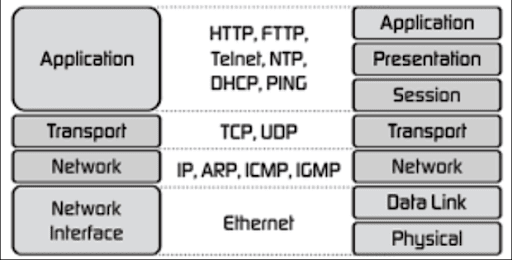 Application
HTTP, FTTP,
Telnet, NTP,
DHCP, PING
Application
Presentation
Session
Transport
TCP, UDP
Transport
Network
IP, ARP, ICMP, IGMP
Network
Network
Interface
Ethernet
Data Link
Physical